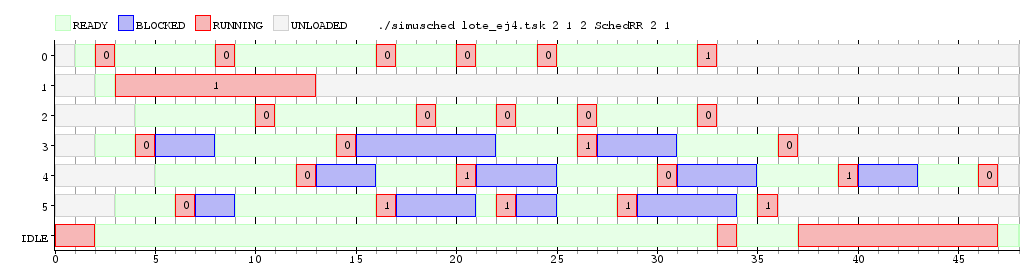 READY BLOCKED RUNNING UNLOADED ./simusched lote_ej4.tsk 2 1 2 SchedRR 2 1
0 0 0 0 0 0 1
1 1
2 0 0 0 0 0
3 0 0 1 0
4 0 1 0 1 0
5 0 1 1 1 1
IDLE
0 5 10 15 20 25 30 35 40 45